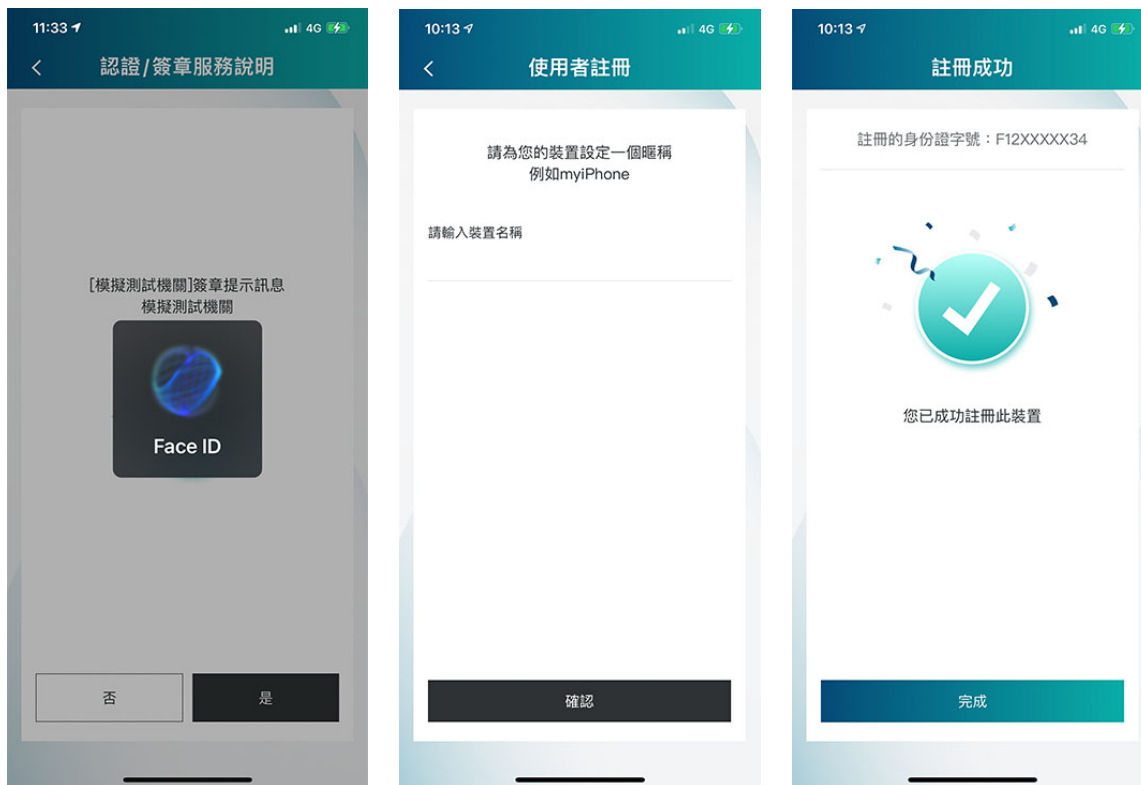 11:33
4G
認證/簽章服務說明
[模擬測試機關]簽章提示訊息
模擬測試機關
Face ID
否
是
10:13
4G
使用者註冊
請為您的裝置設定一個暱稱
例如myiPhone
請輸入裝置名稱
確認
10:13
4G
註冊成功
註冊的身份證字號：F12XXXXX34
您已成功註冊此裝置
完成